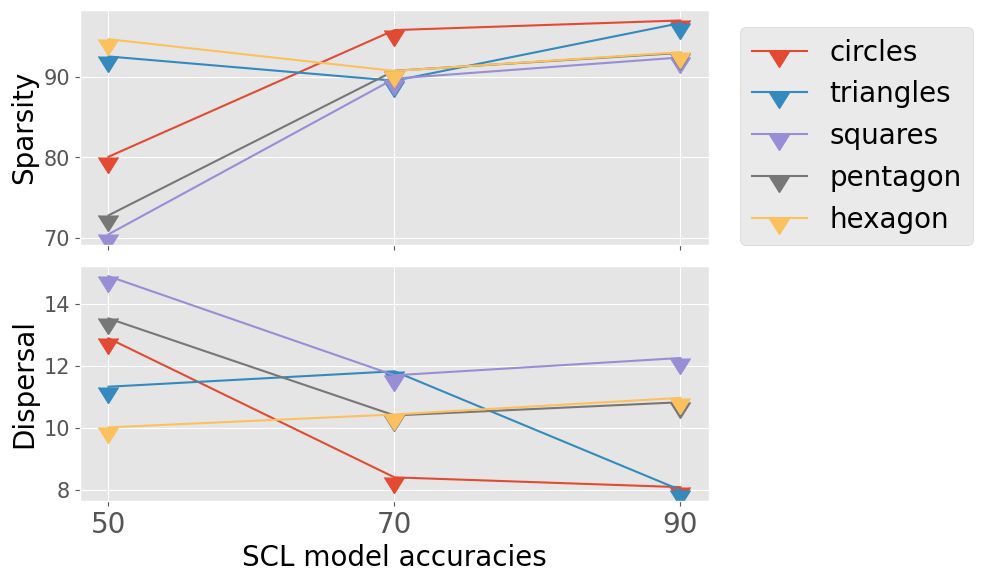 Sparsity
90
80
70
circles
triangles
squares
pentagon
hexagon
Dispersal
14
12
10
8
50 70 90
SCL model accuracies